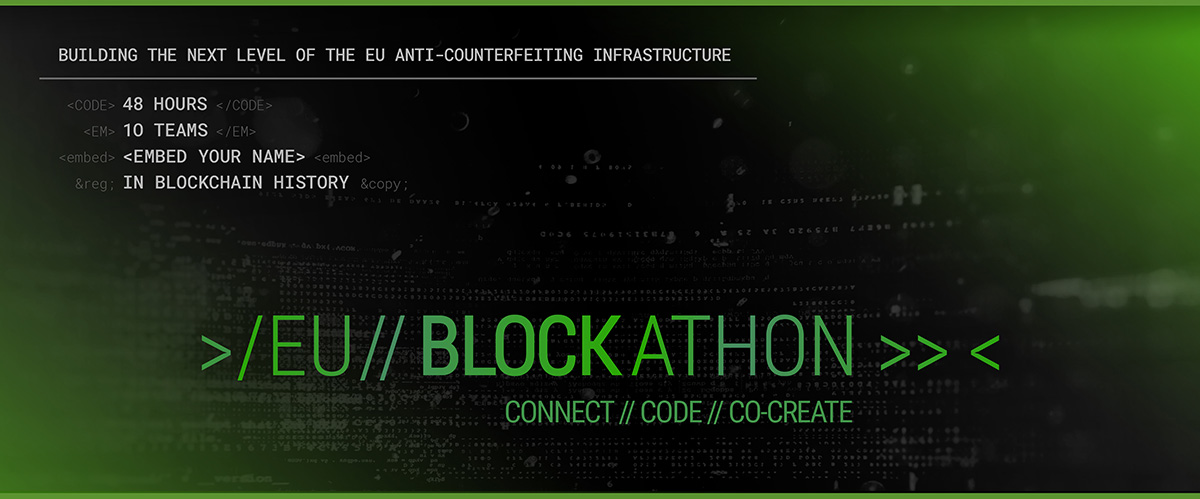 BUILDING THE NEXT LEVEL OF THE EU ANTI-COUNTERFEITING INFRASTRUCTURE
<CODE> 48 HOURS </CODE>
<EM> 10 TEAMS </EM>
<embed> <EMBED YOUR NAME> <embed>
&reg; IN BLOCKCHAIN HISTORY &copy;
>/EU// BLOCKATHON >> <
CONNECT // CODE // CO-CREATE